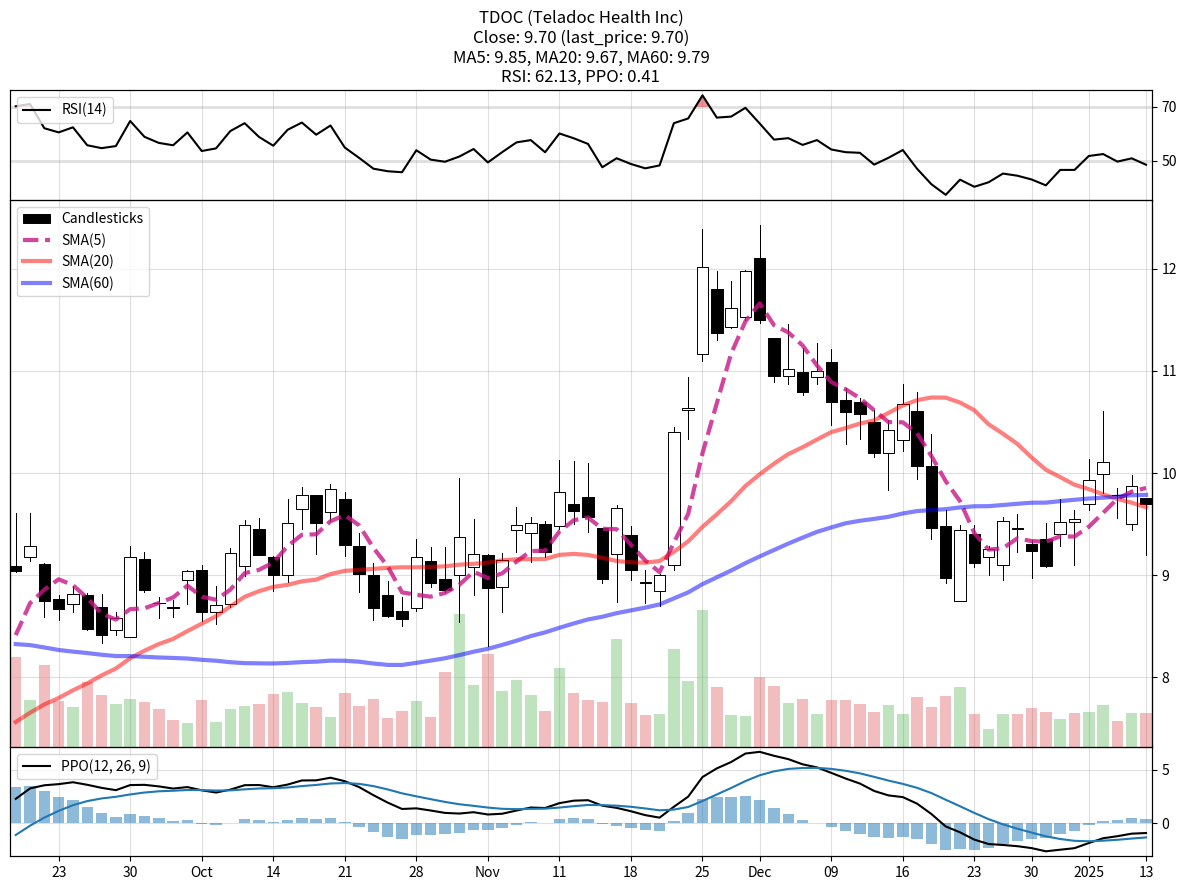 TDOC (Teladoc Health Inc)
Close: 9.70 (last_price: 9.70)
MA5: 9.85, MA20: 9.67, MA60: 9.79
RSI: 62.13, PPO: 0.41
RSI(14)
70
50
Candlesticks
SMA(5)
SMA(20)
SMA(60)
12
11
10
9
8
PPO(12, 26, 9)
5
0
23 30 Oct 14 21 28 Nov 11 18 25 Dec 09 16 23 30 2025 13